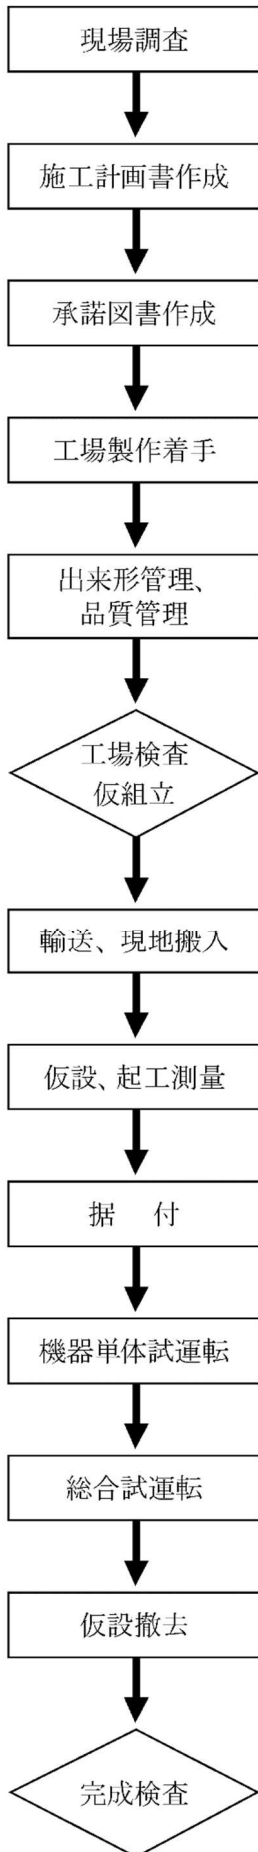 現場調査
施工計画書作成
承諾図書作成
工場製作着手
出来形管理、
品質管理
工場検査
仮組立
輸送、現地搬入
仮設、起工測量
据　付
機器単体試運転
総合試運転
仮設撤去
完成検査